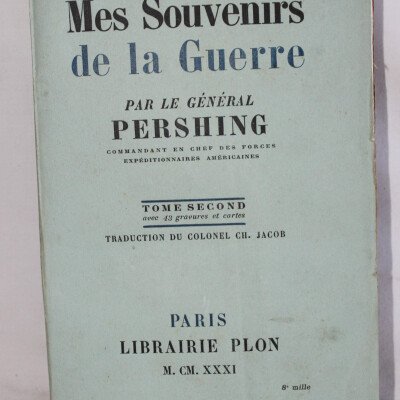 Mes Souvenirs
de la Guerre
PAR LE GÉNÉRAL
PERSHING
COMMANDANT EN CHEF DES FORCES
EXPÉDITIONNAIRES AMÉRICAINES
TOME SECOND
avec 43 gravures et cartes
TRADUCTION DU COLONEL CH. JACOB
PARIS
LIBRAIRIE PLON
M. CM. XXXI
8e mille